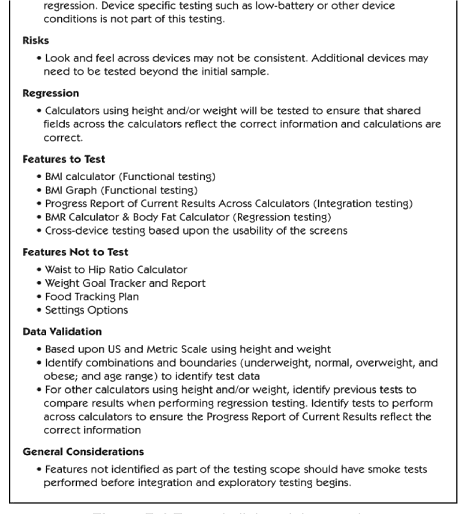 regression. Device specific testing such as low-battery or other device
conditions is not part of this testing.
Risks
• Look and feel across devices may not be consistent. Additional devices may
need to be tested beyond the initial sample.
Regression
• Calculators using height and/or weight will be tested to ensure that shared
fields across the calculators reflect the correct information and calculations are
correct.
Features to Test
• BMI calculator (Functional testing)
• BMI Graph (Functional testing)
• Progress Report of Current Results Across Calculators (Integration testing)
• BMR Calculator & Body Fat Calculator (Regression testing)
• Cross-device testing based upon the usability of the screens
Features Not to Test
• Waist to Hip Ratio Calculator
• Weight Goal Tracker and Report
• Food Tracking Plan
• Settings Options
Data Validation
• Based upon US and Metric Scale using height and weight
• Identify combinations and boundaries (underweight, normal, overweight, and
obese; and age range) to identify test data
• For other calculators using height and/or weight, identify previous tests to
compare results when performing regression testing. Identify tests to perform
across calculators to ensure the Progress Report of Current Results reflect the
correct information
General Considerations
• Features not identified as part of the testing scope should have smoke tests
performed before integration and exploratory testing begins.